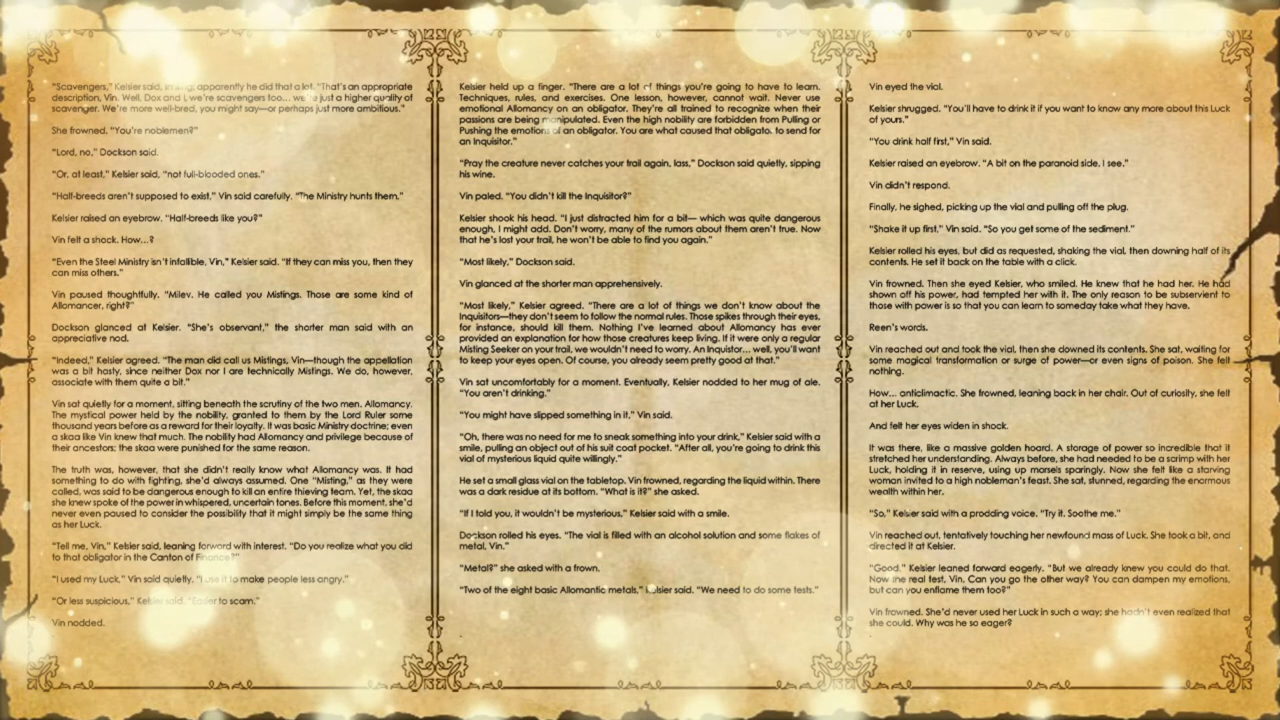 "Scavengers," Kelsier said, apparently he did that a lot. "That's an appropriate
description, Vin. Well, Dox and I, we're scavengers too... we're just a higher quality of
scavenger. We're more well-bred, you might say—or perhaps just more ambitious."
She frowned. "You're noblemen?"
"Lord, no," Dockson said.
"Or, at least," Kelsier said, "not full-blooded ones."
"Half-breeds aren't supposed to exist," Vin said carefully. "The Ministry hunts them."
Kelsier raised an eyebrow. "Half-breeds like you?"
Vin felt a shock. How...?
"Even the Steel Ministry isn't infallible, Vin," Kelsier said. "If they can miss you, then they
can miss others."
Vin paused thoughtfully. "Milev. He called you Mistings. Those are some kind of
Allomancer, right?"
Dockson glanced at Kelsier. "She's observant," the shorter man said with an
appreciative nod.
"Indeed," Kelsier agreed. "The man did call us Mistings, Vin—though the appellation
was a bit hasty, since neither Dox nor I are technically Mistings. We do, however,
associate with them quite a bit."
Vin sat quietly for a moment, sitting beneath the scrutiny of the two men. Allomancy.
The mystical power held by the nobility, granted to them by the Lord Ruler some
thousand years before as a reward for their loyalty. It was basic Ministry doctrine; even
a skaa like Vin knew that much. The nobility had Allomancy and privilege because of
their ancestors; the skaa were punished for the same reason.
The truth was, however, that she didn't really know what Allomancy was. It had
something to do with fighting, she'd always assumed. One "Misting," as they were
called, was said to be dangerous enough to kill an entire thieving team. Yet, the skaa
she knew spoke of the power in whispered, uncertain tones. Before this moment, she'd
never even paused to consider the possibility that it might simply be the same thing
as her Luck.
"Tell me, Vin," Kelsier said, leaning forward with interest. "Do you realize what you did
to that obligator in the Canton of Finance?"
"I used my Luck," Vin said quietly. "I use it to make people less angry."
"Or less suspicious," Kelsier said. "Easier to scam."
Vin nodded.
Kelsier held up a finger. "There are a lot of things you're going to have to learn.
Techniques, rules, and exercises. One lesson, however, cannot wait. Never use
emotional Allomancy on an obligator. They're all trained to recognize when their
passions are being manipulated. Even the high nobility are forbidden from Pulling or
Pushing the emotions of an obligator. You are what caused that obligato. to send for
an Inquisitor."
"Pray the creature never catches your trail again, lass," Dockson said quietly, sipping
his wine.
Vin paled. "You didn't kill the Inquisitor?"
Kelsier shook his head. "I just distracted him for a bit— which was quite dangerous
enough, I might add. Don't worry, many of the rumors about them aren't true. Now
that he's lost your trail, he won't be able to find you again."
"Most likely," Dockson said.
Vin glanced at the shorter man apprehensively.
"Most likely," Kelsier agreed. "There are a lot of things we don't know about the
Inquisitors—they don't seem to follow the normal rules. Those spikes through their eyes,
for instance, should kill them. Nothing I've learned about Allomancy has ever
provided an explanation for how those creatures keep living. If it were only a regular
Misting Seeker on your trail, we wouldn't need to worry. An Inquisitor... well, you'll want
to keep your eyes open. Of course, you already seem pretty good at that."
Vin sat uncomfortably for a moment. Eventually, Kelsier nodded to her mug of ale.
"You aren't drinking."
"You might have slipped something in it," Vin said.
"Oh, there was no need for me to sneak something into your drink," Kelsier said with a
smile, pulling an object out of his suit coat pocket. "After all, you're going to drink this
vial of mysterious liquid quite willingly."
He set a small glass vial on the tabletop. Vin frowned, regarding the liquid within. There
was a dark residue at its bottom. "What is it?" she asked.
"If I told you, it wouldn't be mysterious," Kelsier said with a smile.
Dockson rolled his eyes. "The vial is filled with an alcohol solution and some flakes of
metal, Vin."
"Metal?" she asked with a frown.
"Two of the eight basic Allomantic metals," Kelsier said. "We need to do some tests."
Vin eyed the vial.
Kelsier shrugged. "You'll have to drink it if you want to know any more about this Luck
of yours."
"You drink half first," Vin said.
Kelsier raised an eyebrow. "A bit on the paranoid side, I see."
Vin didn't respond.
Finally, he sighed, picking up the vial and pulling off the plug.
"Shake it up first," Vin said. "So you get some of the sediment."
Kelsier rolled his eyes, but did as requested, shaking the vial, then downing half of its
contents. He set it back on the table with a click.
Vin frowned. Then she eyed Kelsier, who smiled. He knew that he had her. He had
shown off his power, had tempted her with it. The only reason to be subservient to
those with power is so that you can learn to someday take what they have.
Reen's words.
Vin reached out and took the vial, then she downed its contents. She sat, waiting for
some magical transformation or surge of power—or even signs of poison. She felt
nothing.
How... anticlimactic. She frowned, leaning back in her chair. Out of curiosity, she felt
at her Luck.
And felt her eyes widen in shock.
It was there, like a massive golden hoard. A storage of power so incredible that it
stretched her understanding. Always before, she had needed to be a scrimp with her
Luck, holding it in reserve, using up morsels sparingly. Now she felt like a starving
woman invited to a high nobleman's feast. She sat, stunned, regarding the enormous
wealth within her.
"So," Kelsier said with a prodding voice. "Try it. Soothe me."
Vin reached out, tentatively touching her newfound mass of Luck. She took a bit, and
directed it at Kelsier.
"Good." Kelsier leaned forward eagerly. "But we already knew you could do that.
Now the real test, Vin. Can you go the other way? You can dampen my emotions,
but can you enflame them too?"
Vin frowned. She'd never used her Luck in such a way; she hadn't even realized that
she could. Why was he so eager?